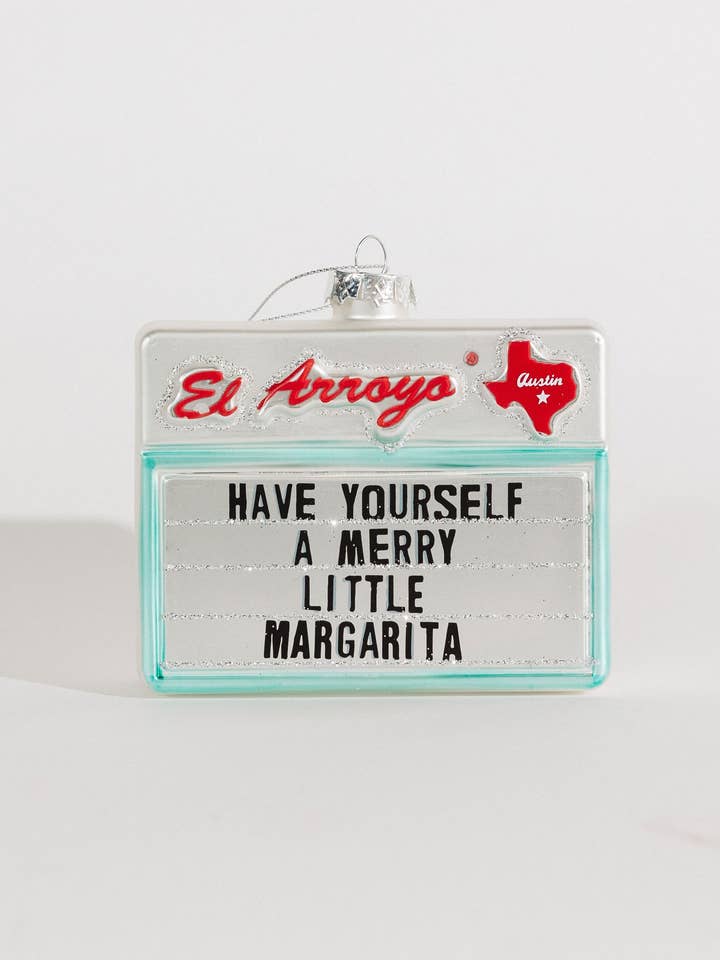 El Arroyo®
Austin
HAVE YOURSELF
A MERRY
LITTLE
MARGARITA